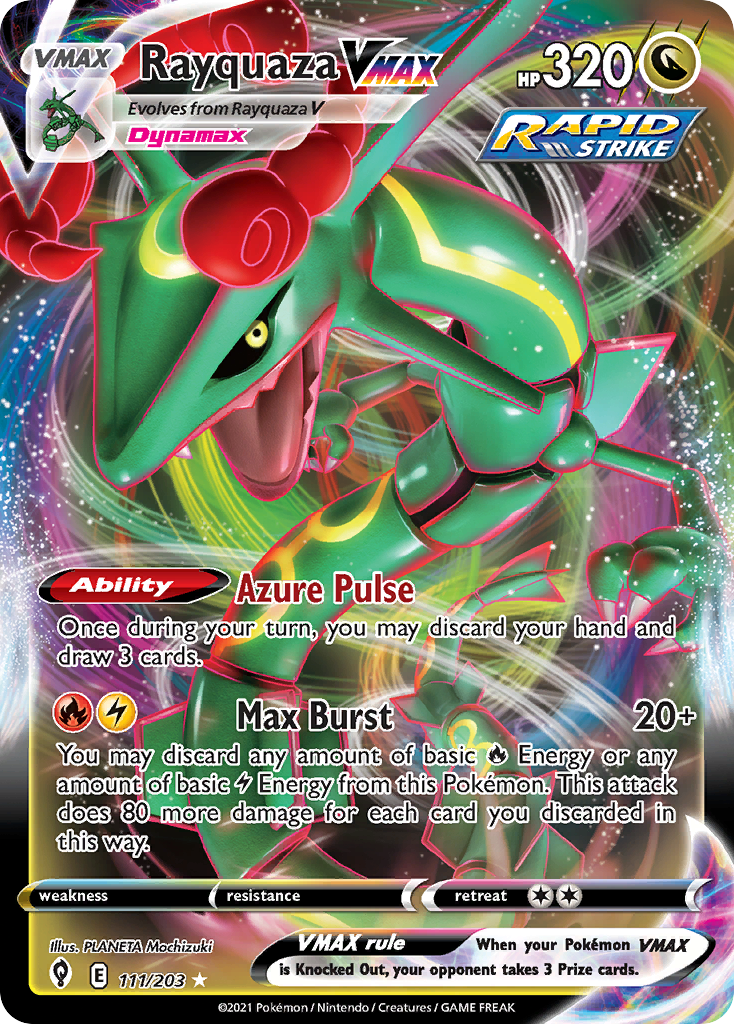 VMAX
Rayquaza VMAX
HP 320
Evolves from Rayquaza V
Dynamax
RAPID
STRIKE
Ability Azure Pulse
Once during your turn, you may discard your hand and
draw 3 cards.
Max Burst 20+
You may discard any amount of basic Energy or any
amount of basic Energy from this Pokémon. This attack
does 80 more damage for each card you discarded in
this way.
weakness resistance retreat
Illus. PLANETA Mochizuki
VMAX rule When your Pokémon VMAX
is Knocked Out, your opponent takes 3 Prize cards.
E 111/203 ★
©2021 Pokémon / Nintendo / Creatures / GAME FREAK